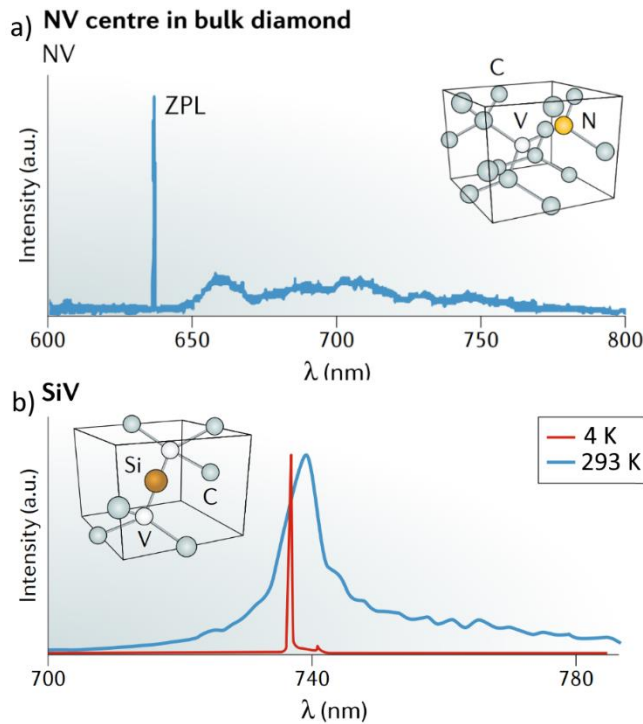 a) NV centre in bulk diamond
NV
ZPL
C
V
N
Intensity (a.u.)
600 650 700 750 800
λ (nm)
b) SiV
4 K
293 K
Si
C
V
Intensity (a.u.)
700 740 780
λ (nm)